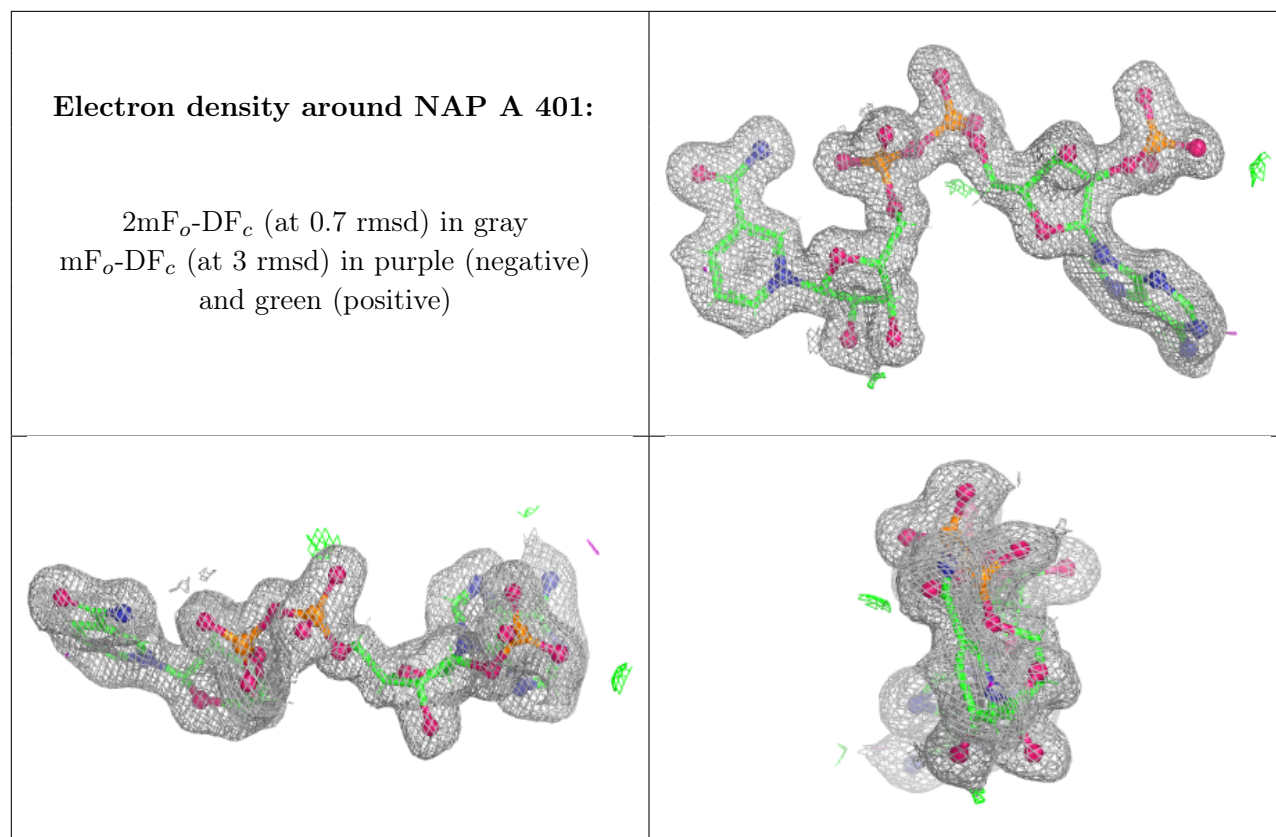 Electron density around NAP A 401:
2mFo-DFc (at 0.7 rmsd) in gray
mFo-DFc (at 3 rmsd) in purple (negative)
and green (positive)